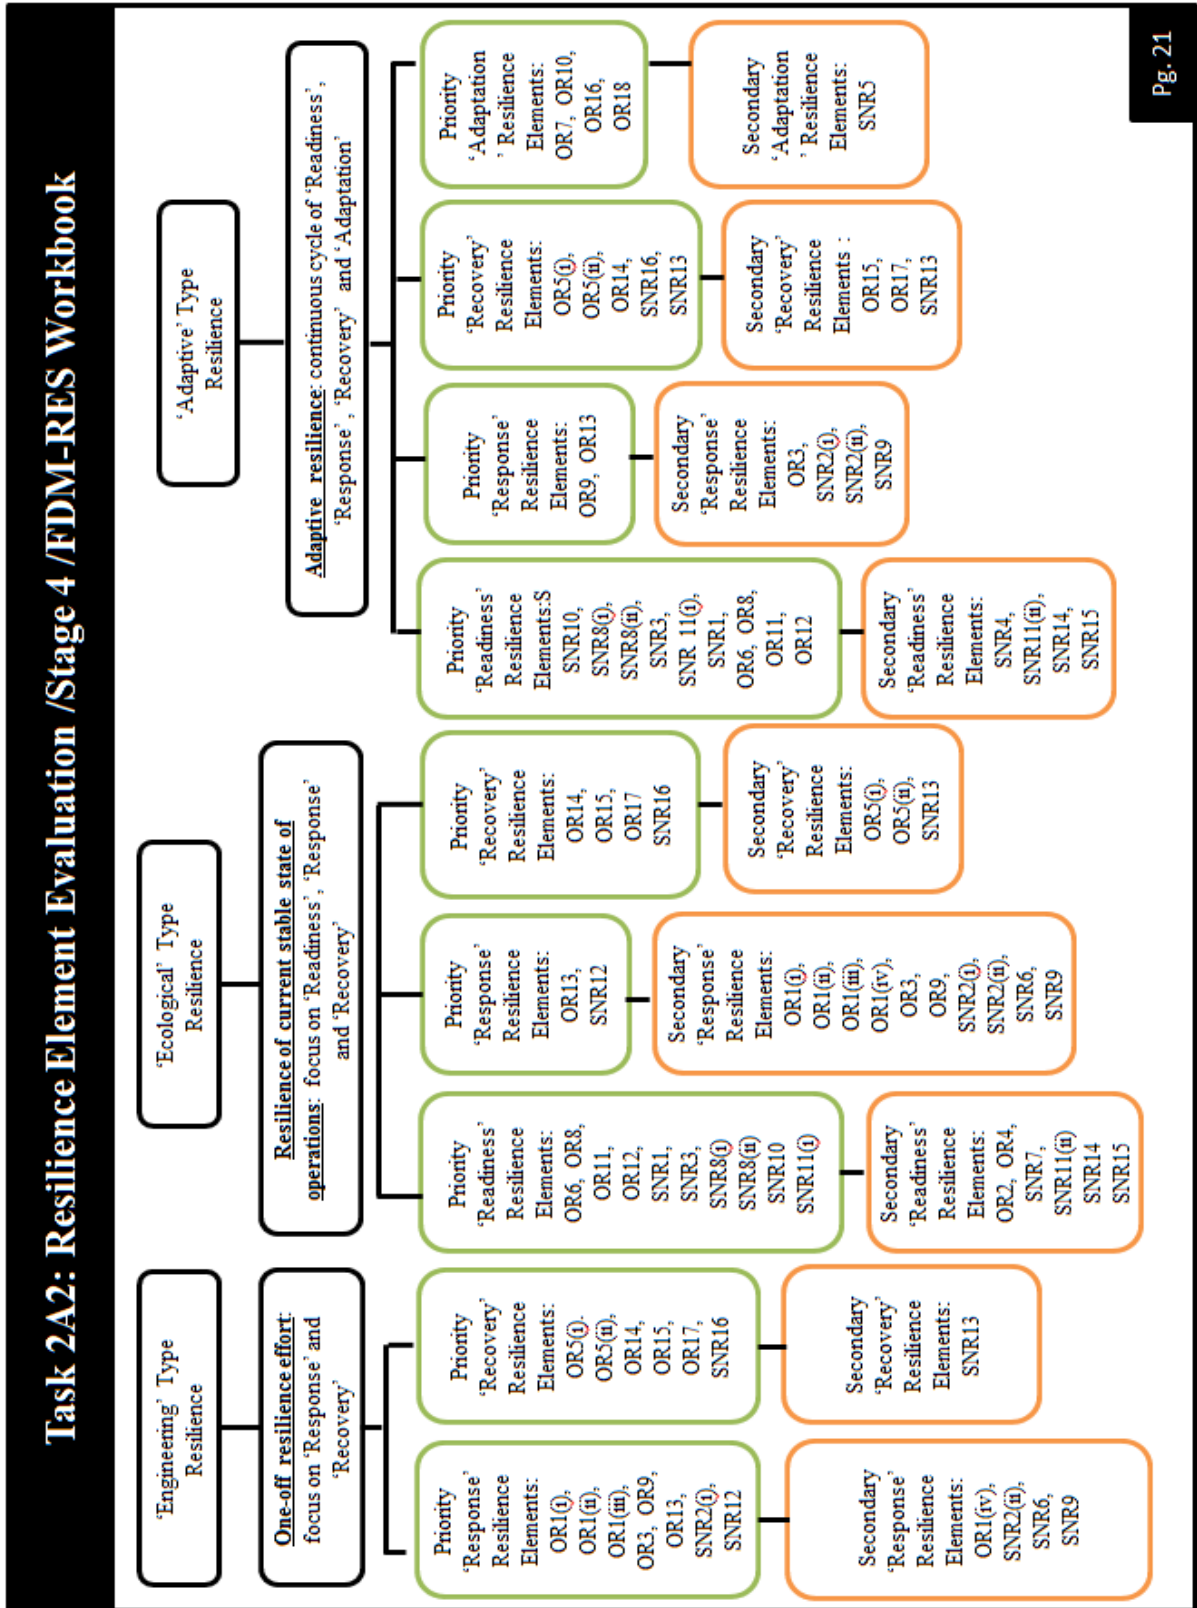 Task 2A2: Resilience Element Evaluation /Stage 4 /FDM-RES Workbook
‘Engineering’ Type
Resilience
One-off resilience effort:
focus on ‘Response’ and
‘Recovery’
Priority
‘Response’
Resilience
Elements:
OR1(i),
OR1(ii),
OR1(iii),
OR3, OR9,
OR13,
SNR2(i),
SNR12
Secondary
‘Response’
Resilience
Elements:
OR1(iv),
SNR2(ii),
SNR6,
SNR9
Priority
‘Recovery’
Resilience
Elements:
OR5(i).
OR5(ii),
OR14,
OR15,
OR17,
SNR16
Secondary
‘Recovery’
Resilience
Elements:
SNR13
‘Ecological’ Type
Resilience
Resilience of current stable state of
operations: focus on ‘Readiness’, ‘Response’
and ‘Recovery’
Priority
‘Readiness’
Resilience
Elements:
OR6, OR8,
OR11,
OR12,
SNR1,
SNR3,
SNR8(i)
SNR8(ii)
SNR10
SNR11(i)
Secondary
‘Readiness’
Resilience
Elements:
OR2, OR4,
SNR7,
SNR11(ii)
SNR14
SNR15
Priority
‘Response’
Resilience
Elements:
OR13,
SNR12
Secondary
‘Response’
Resilience
Elements:
OR1(i),
OR1(ii),
OR1(iii),
OR1(iv),
OR3,
OR9,
SNR2(i),
SNR2(ii),
SNR6,
SNR9
Priority
‘Recovery’
Resilience
Elements:
OR14,
OR15,
OR17
SNR16
Secondary
‘Recovery’
Resilience
Elements:
OR5(i),
OR5(ii),
SNR13
‘Adaptive’ Type
Resilience
Adaptive resilience: continuous cycle of ‘Readiness’,
‘Response’, ‘Recovery’ and ‘Adaptation’
Priority
‘Readiness’
Resilience
Elements:S
SNR10,
SNR8(i),
SNR8(ii),
SNR3,
SNR 11(i),
SNR1,
OR6, OR8,
OR11,
OR12
Secondary
‘Readiness’
Resilience
Elements:
SNR4,
SNR11(ii),
SNR14,
SNR15
Priority
‘Response’
Resilience
Elements:
OR9, OR13
Secondary
‘Response’
Resilience
Elements:
OR3,
SNR2(i),
SNR2(ii),
SNR9
Priority
‘Recovery’
Resilience
Elements:
OR5(i),
OR5(ii),
OR14,
SNR16,
SNR13
Secondary
‘Recovery’
Resilience
Elements :
OR15,
OR17,
SNR13
Priority
‘Adaptation
’ Resilience
Elements:
OR7, OR10,
OR16,
OR18
Secondary
‘Adaptation
’ Resilience
Elements:
SNR5
Pg. 21